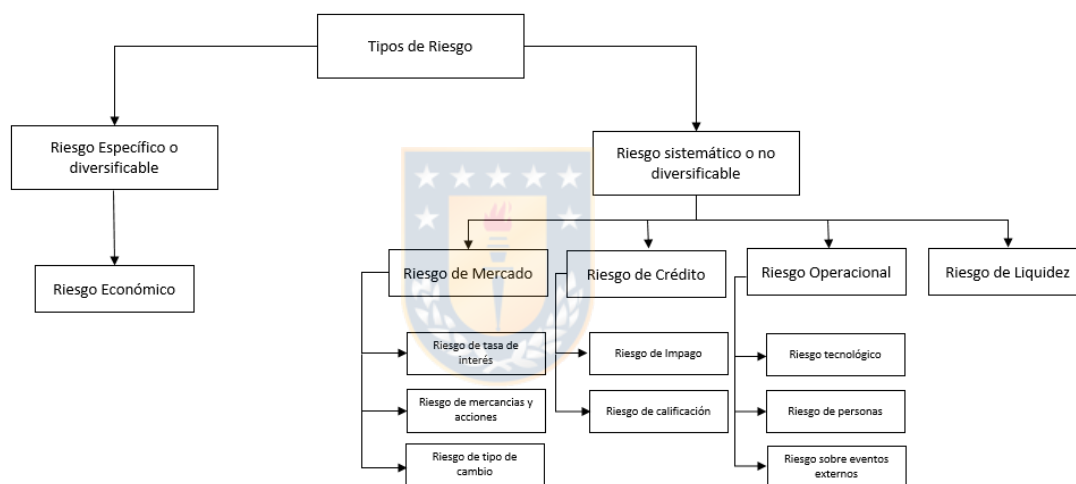 Tipos de Riesgo
Riesgo Específico o
diversificable
Riesgo sistemático o no
diversificable
Riesgo Económico
Riesgo de Mercado
Riesgo de Crédito
Riesgo Operacional
Riesgo de Liquidez
Riesgo de tasa de
interés
Riesgo de Impago
Riesgo tecnológico
Riesgo de mercancias y
acciones
Riesgo de calificación
Riesgo de personas
Riesgo de tipo de
cambio
Riesgo sobre eventos
externos